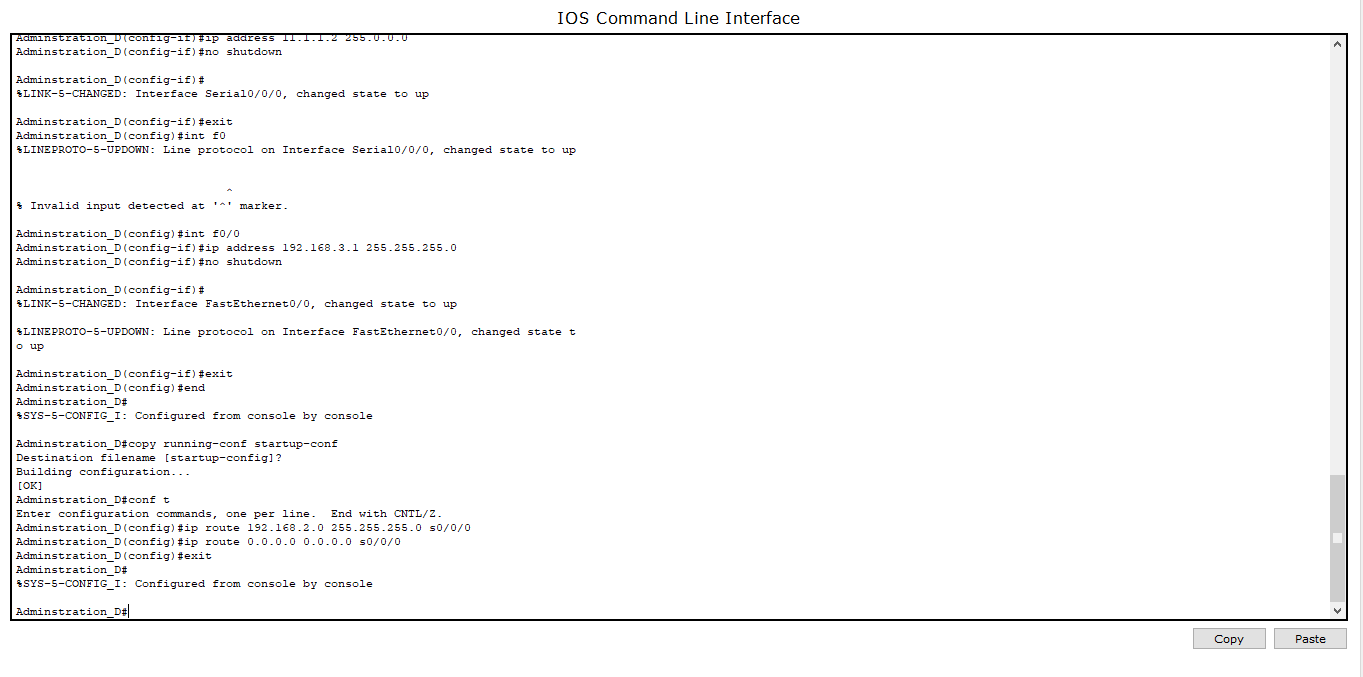 IOS Command Line Interface
Adminstration_D(config-if)#ip address 11.1.1.2 255.0.0.0
Adminstration_D(config-if)#no shutdown
Adminstration_D(config-if)#
%LINK-5-CHANGED: Interface Serial0/0/0, changed state to up
Adminstration_D(config-if)#exit
Adminstration_D(config)#int f0
%LINEPROTO-5-UPDOWN: Line protocol on Interface Serial0/0/0, changed state to up
^
% Invalid input detected at '^' marker.
Adminstration_D(config)#int f0/0
Adminstration_D(config-if)#ip address 192.168.3.1 255.255.255.0
Adminstration_D(config-if)#no shutdown
Adminstration_D(config-if)#
%LINK-5-CHANGED: Interface FastEthernet0/0, changed state to up
%LINEPROTO-5-UPDOWN: Line protocol on Interface FastEthernet0/0, changed state t
o up
Adminstration_D(config-if)#exit
Adminstration_D(config)#end
Adminstration_D#
%SYS-5-CONFIG_I: Configured from console by console
Adminstration_D#copy running-conf startup-conf
Destination filename [startup-config]?
Building configuration...
[OK]
Adminstration_D#conf t
Enter configuration commands, one per line.  End with CNTL/Z.
Adminstration_D(config)#ip route 192.168.2.0 255.255.255.0 s0/0/0
Adminstration_D(config)#ip route 0.0.0.0 0.0.0.0 s0/0/0
Adminstration_D(config)#exit
Adminstration_D#
%SYS-5-CONFIG_I: Configured from console by console
Adminstration_D#
Copy
Paste